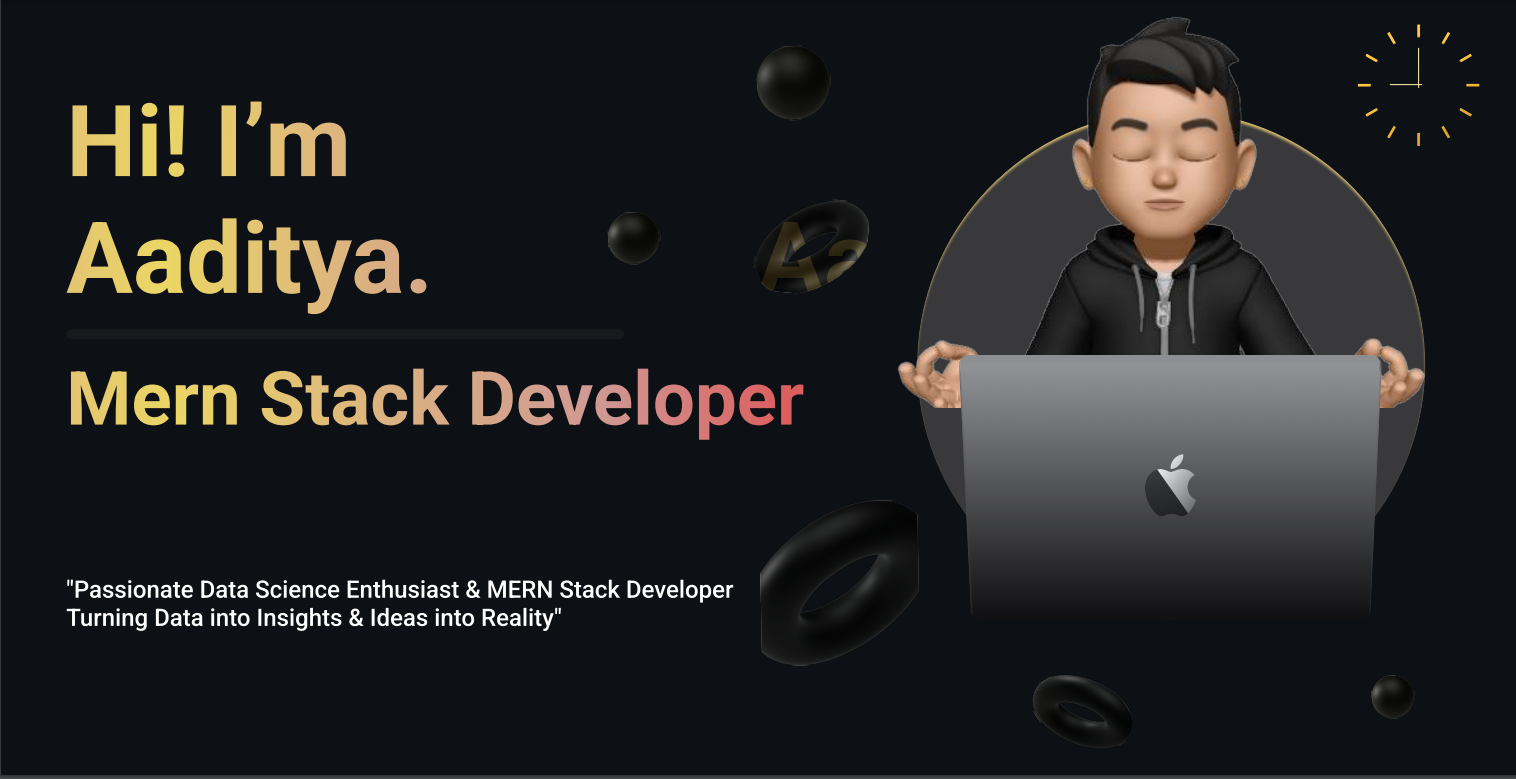 Hi! I’m
Aaditya.
Aa
Mern Stack Developer
"Passionate Data Science Enthusiast & MERN Stack Developer
Turning Data into Insights & Ideas into Reality"